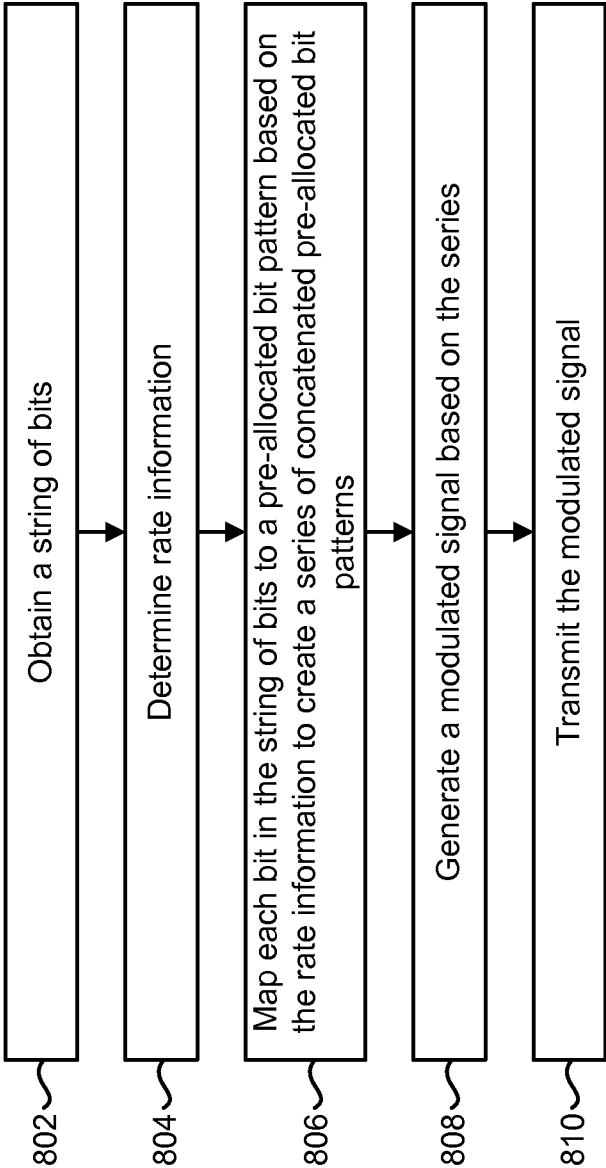 802
Obtain a string of bits
804
Determine rate information
806
Map each bit in the string of bits to a pre-allocated bit pattern based on
the rate information to create a series of concatenated pre-allocated bit
patterns
808
Generate a modulated signal based on the series
810
Transmit the modulated signal